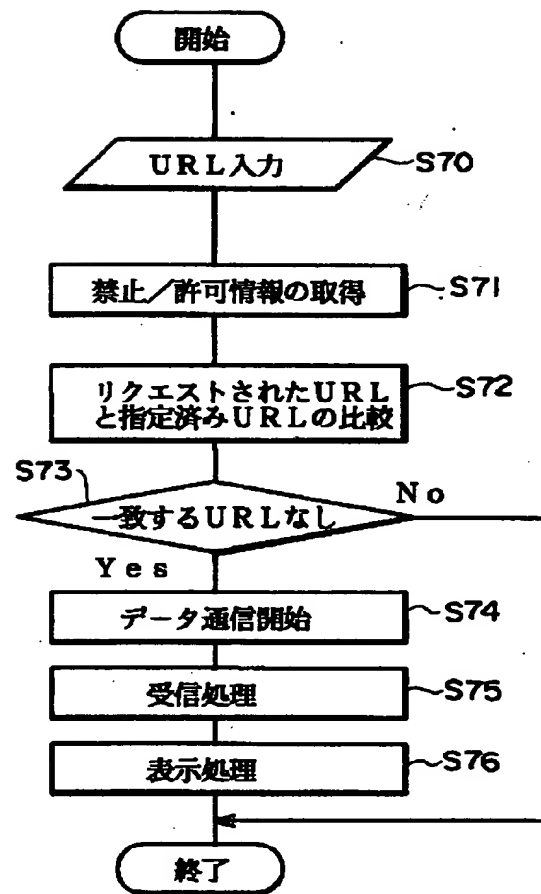 開始
URL入力
S70
禁止／許可情報の取得
S71
リクエストされたURL
と指定済みURLの比較
S72
S73
一致するURLなし
No
Yes
データ通信開始
S74
受信処理
S75
表示処理
S76
終了